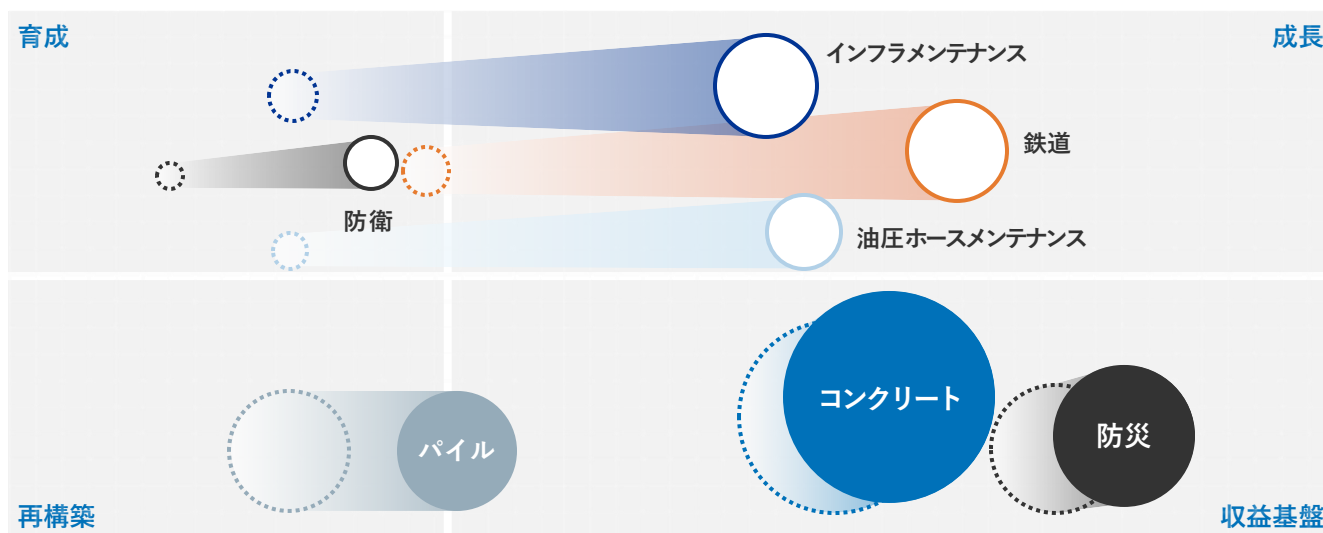 育成
成長
インフラメンテナンス
鉄道
防衛
油圧ホースメンテナンス
コンクリート
防災
パイル
再構築
収益基盤